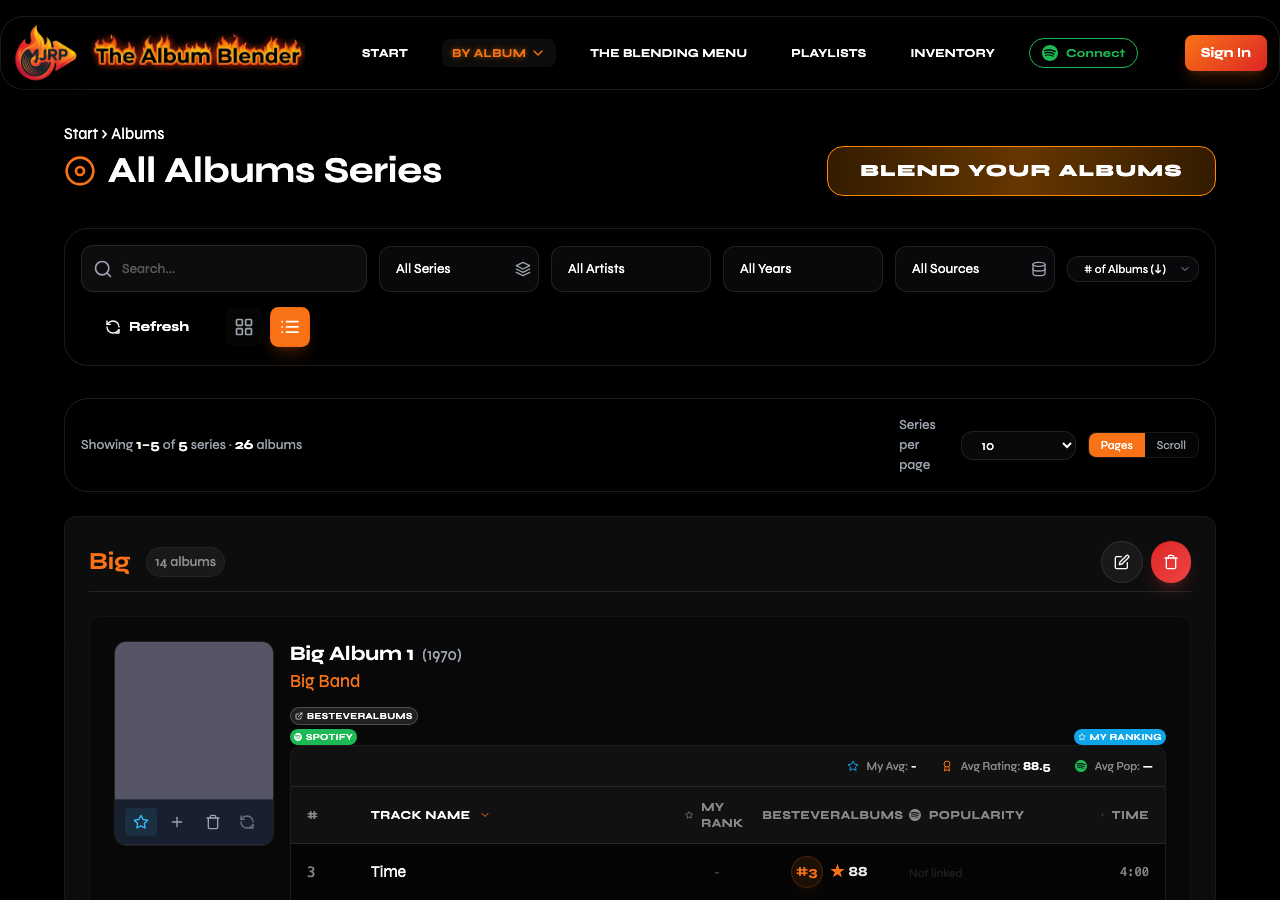 JRP The Album Blender START BY ALBUM THE BLENDING MENU PLAYLISTS INVENTORY Connect Sign In
Start › Albums
All Albums Series BLEND YOUR ALBUMS
Search... All Series All Artists All Years All Sources # of Albums (↓)
Refresh
Showing 1–5 of 5 series · 26 albums Series per page 10 Pages Scroll
Big 14 albums
Big Album 1 (1970)
Big Band
BESTEVERALBUMS
SPOTIFY MY RANKING
My Avg: - Avg Rating: 88.5 Avg Pop: —
# TRACK NAME MY RANK BESTEVERALBUMS POPULARITY TIME
3 Time - #3 ★ 88 Not linked 4:00